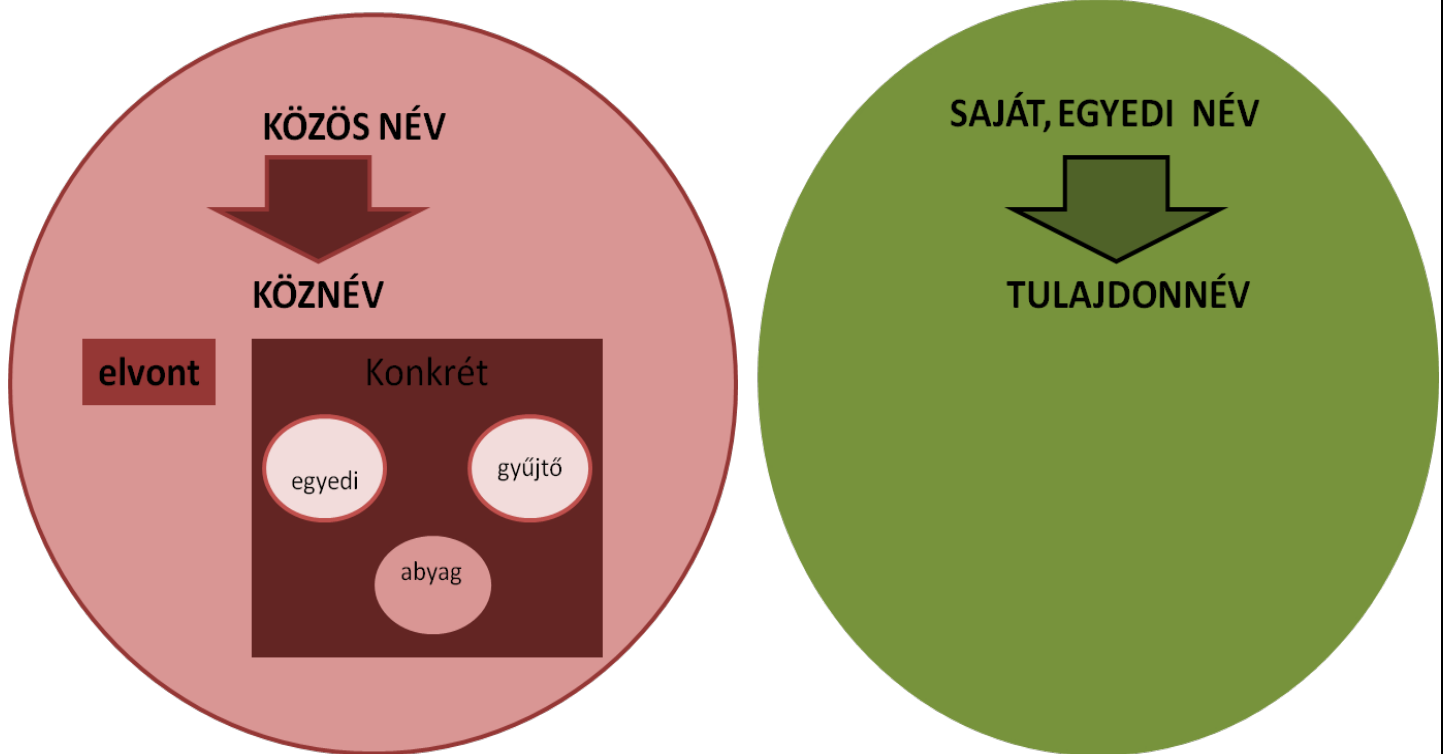 KÖZÖS NÉV
KÖZNÉV
elvont
Konkrét
egyedi
gyűjtő
abyag
SAJÁT, EGYEDI NÉV
TULAJDONNÉV